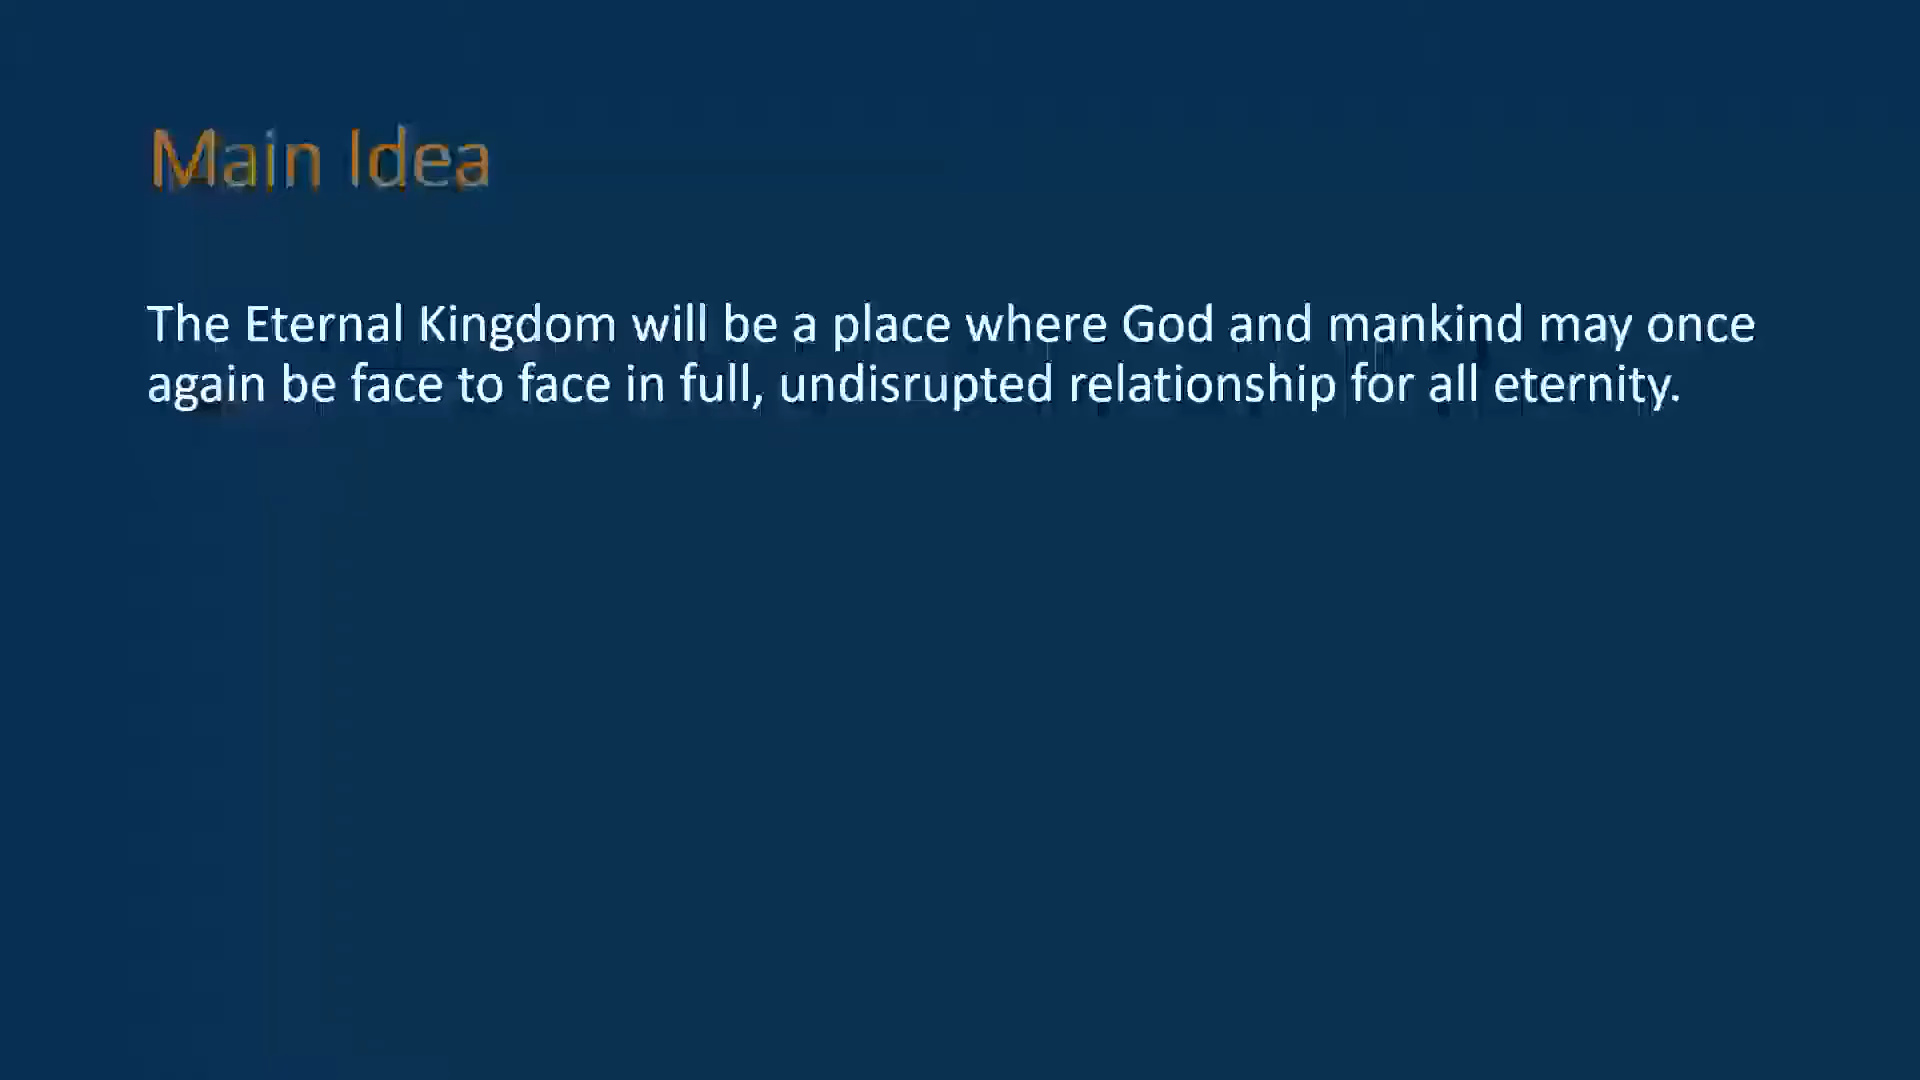 Main Idea
The Eternal Kingdom will be a place where God and mankind may once
again be face to face in full, undisrupted relationship for all eternity.